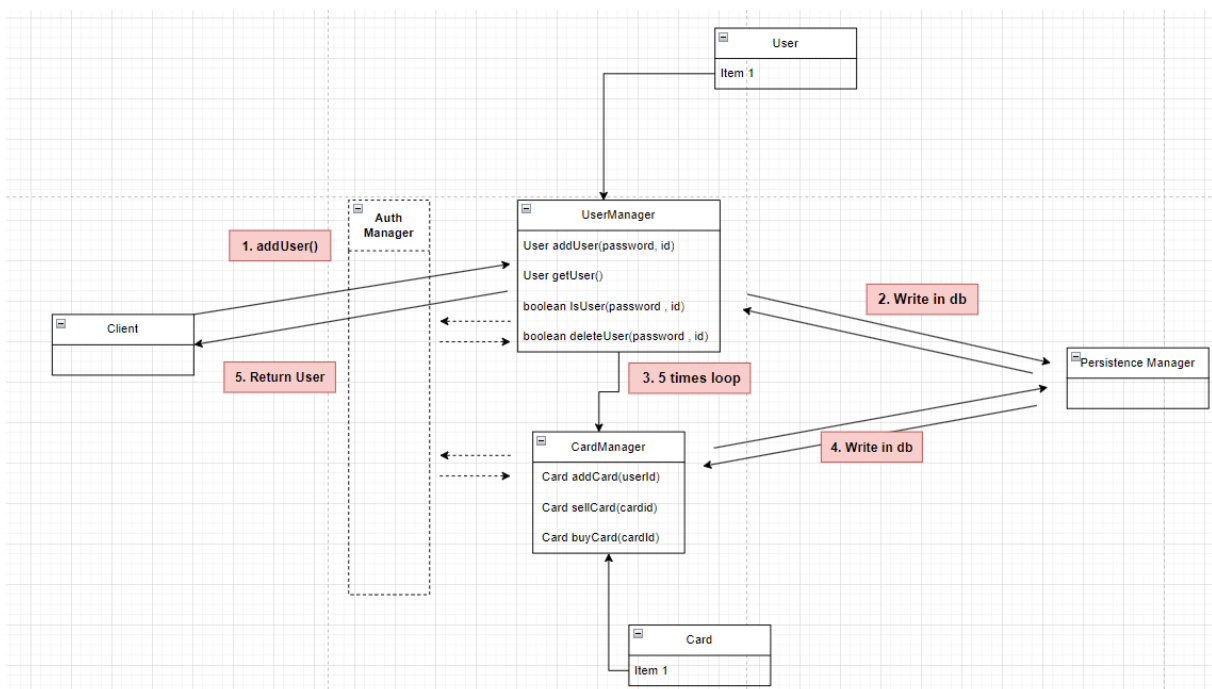 User
Item 1
Auth
Manager
UserManager
1. addUser()
User addUser(password, id)
User getUser()
boolean IsUser(password , id)
boolean deleteUser(password , id)
2. Write in db
Client
Persistence Manager
5. Return User
3. 5 times loop
CardManager
4. Write in db
Card addCard(userId)
Card sellCard(cardid)
Card buyCard(cardId)
Card
Item 1